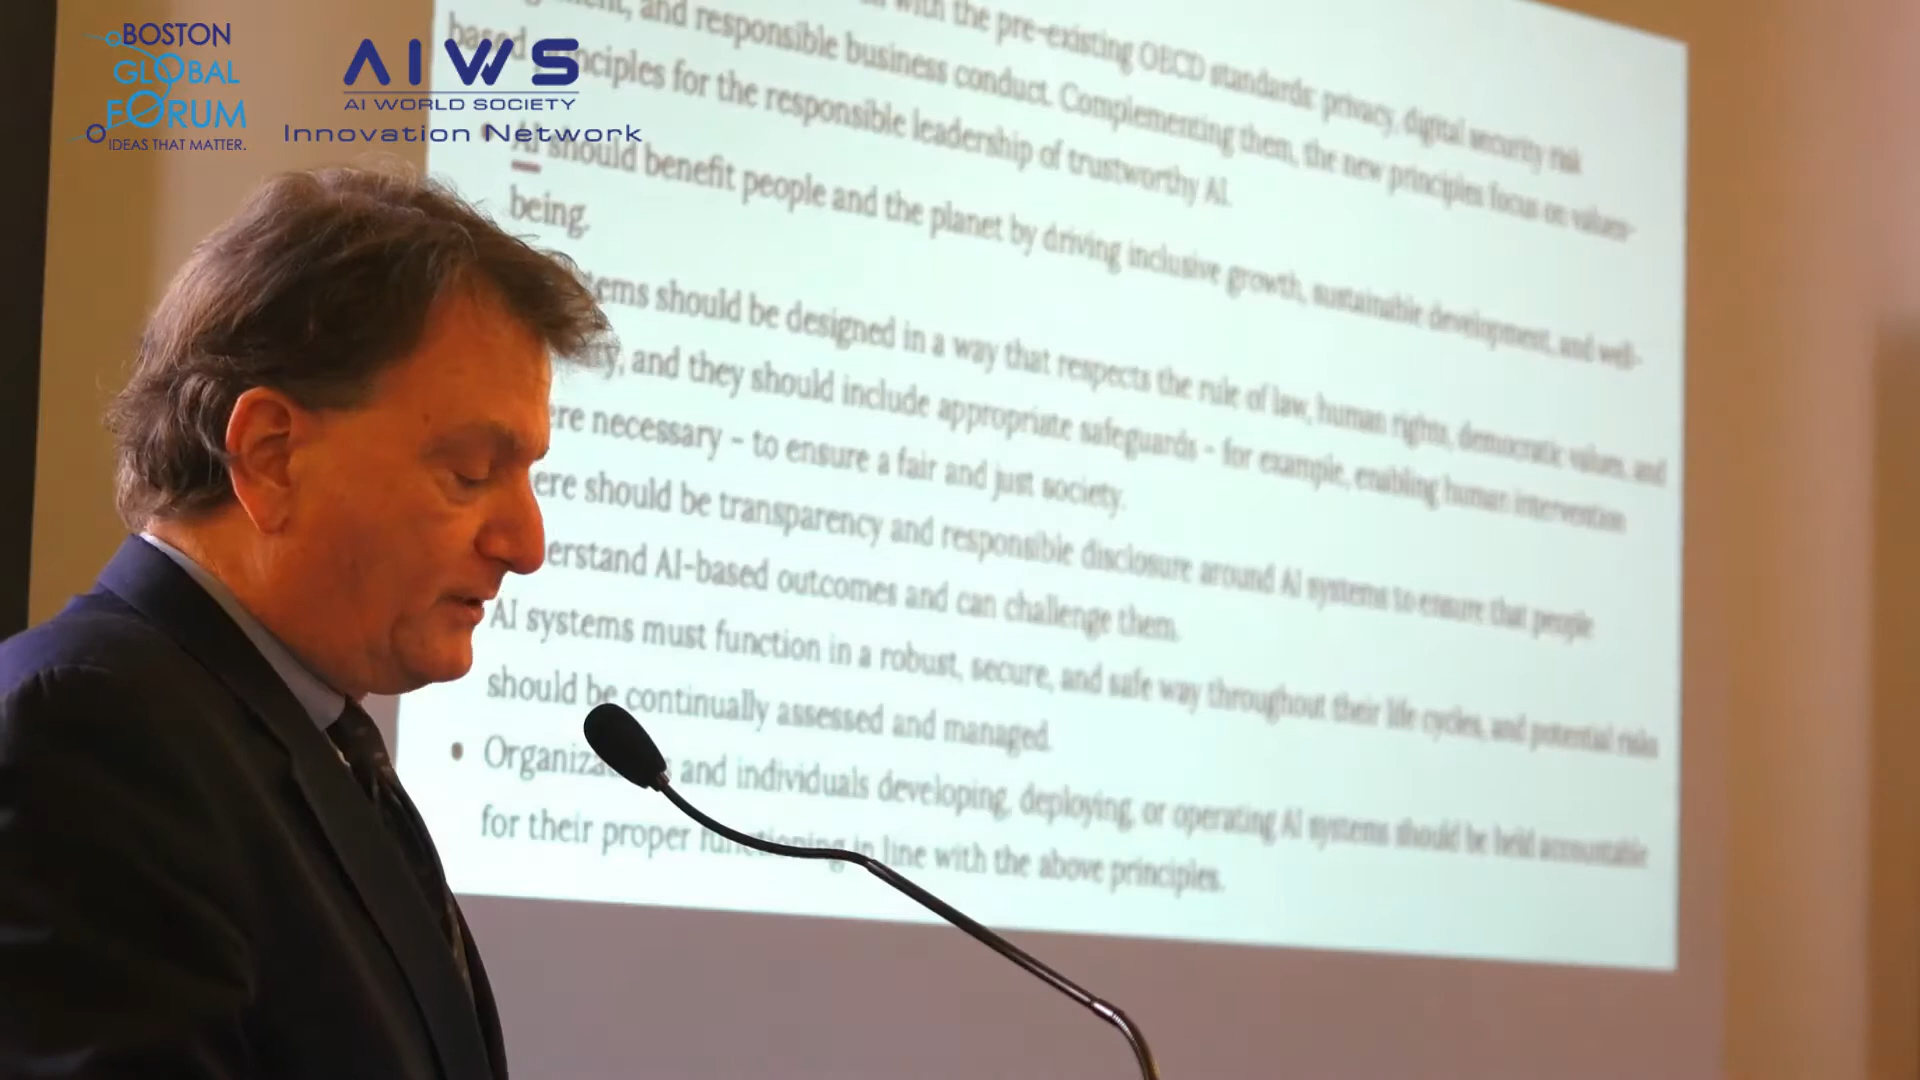 BOSTON
GLOBAL
FORUM
IDEAS THAT MATTER.
AIWS
AI WORLD SOCIETY
Innovation Network
with the pre-existing OECD standards: privacy, digital security risk
and responsible business conduct. Complementing them, the new principles focus on values-
based principles for the responsible leadership of trustworthy AI.
AI should benefit people and the planet by driving inclusive growth, sustainable development, and well-
being.
tems should be designed in a way that respects the rule of law, human rights, democratic values, and
ty, and they should include appropriate safeguards – for example, enabling human intervention
ere necessary – to ensure a fair and just society.
ere should be transparency and responsible disclosure around AI systems to ensure that people
erstand AI-based outcomes and can challenge them.
AI systems must function in a robust, secure, and safe way throughout their life cycles, and potential risks
should be continually assessed and managed.
• Organizations and individuals developing, deploying, or operating AI systems should be held accountable
for their proper functioning in line with the above principles.